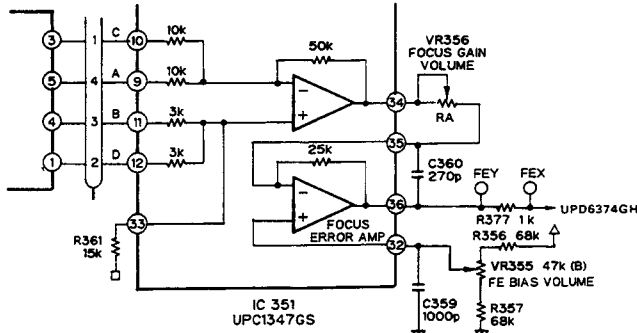 3 1 C 10 10k
5 4 A 9 10k
4 3 B 11 3k
1 2 D 12 3k
33
R361
15k
50k
−
+
34
VR356
FOCUS GAIN
VOLUME
RA
35
25k
−
+
FOCUS
ERROR AMP
C360
270p
36
FEY
FEX
R377 1k
UPD6374GH
R356 68k
32
VR355 47k (B)
FE BIAS VOLUME
C359
1000p
R357
68k
IC 351
UPC1347GS